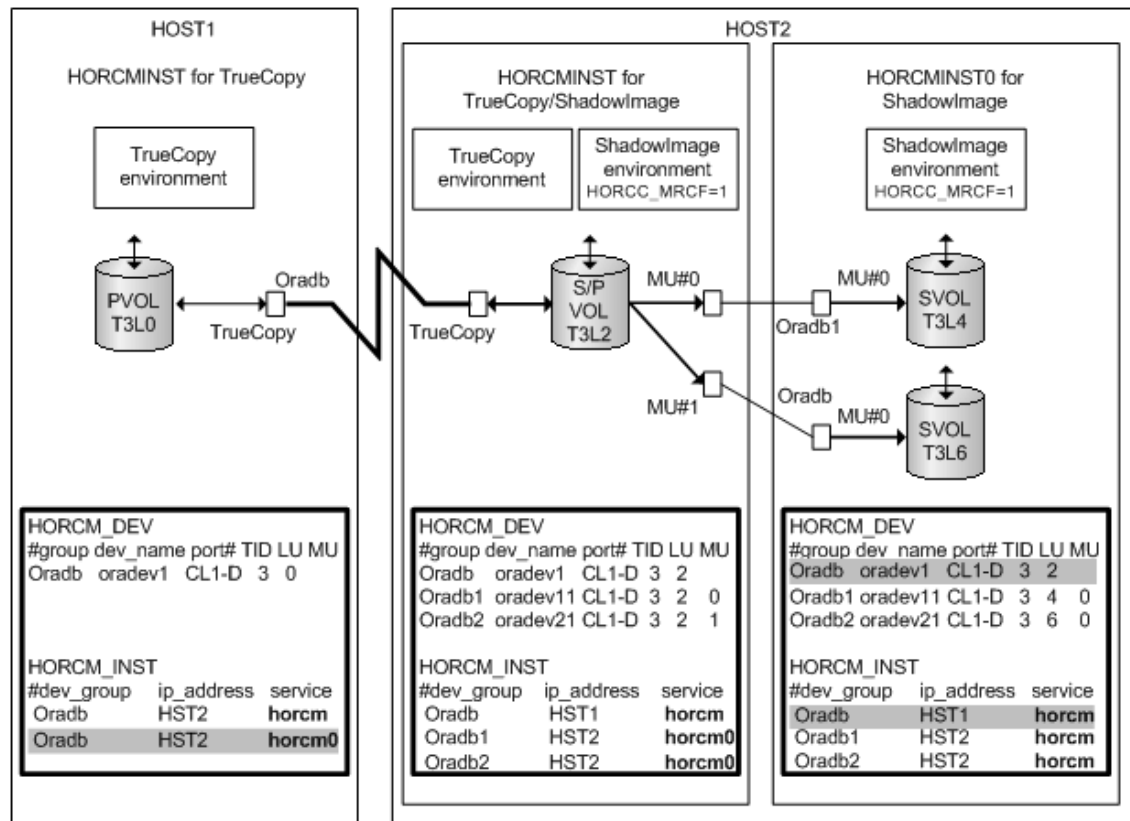 HOST1
HORCMINST for TrueCopy
TrueCopy
environment
PVOL
T3L0
Oradb
TrueCopy
HORCM_DEV
#group dev_name port# TID LU MU
Oradb oradev1 CL1-D 3 0
HORCM_INST
#dev_group ip_address service
Oradb HST2 horcm
Oradb HST2 horcm0
HOST2
HORCMINST for
TrueCopy/ShadowImage
TrueCopy
environment
ShadowImage
environment
HORCC_MRCF=1
TrueCopy
S/P
VOL
T3L2
MU#0
MU#1
HORCM_DEV
#group dev_name port# TID LU MU
Oradb oradev1 CL1-D 3 2
Oradb1 oradev11 CL1-D 3 2 0
Oradb2 oradev21 CL1-D 3 2 1
HORCM_INST
#dev_group ip_address service
Oradb HST1 horcm
Oradb1 HST2 horcm0
Oradb2 HST2 horcm0
HORCMINST0 for
ShadowImage
ShadowImage
environment
HORCC_MRCF=1
Oradb1
MU#0
SVOL
T3L4
Oradb
MU#0
SVOL
T3L6
HORCM_DEV
#group dev_name port# TID LU MU
Oradb oradev1 CL1-D 3 2
Oradb1 oradev11 CL1-D 3 4 0
Oradb2 oradev21 CL1-D 3 6 0
HORCM_INST
#dev_group ip_address service
Oradb HST1 horcm
Oradb1 HST2 horcm
Oradb2 HST2 horcm